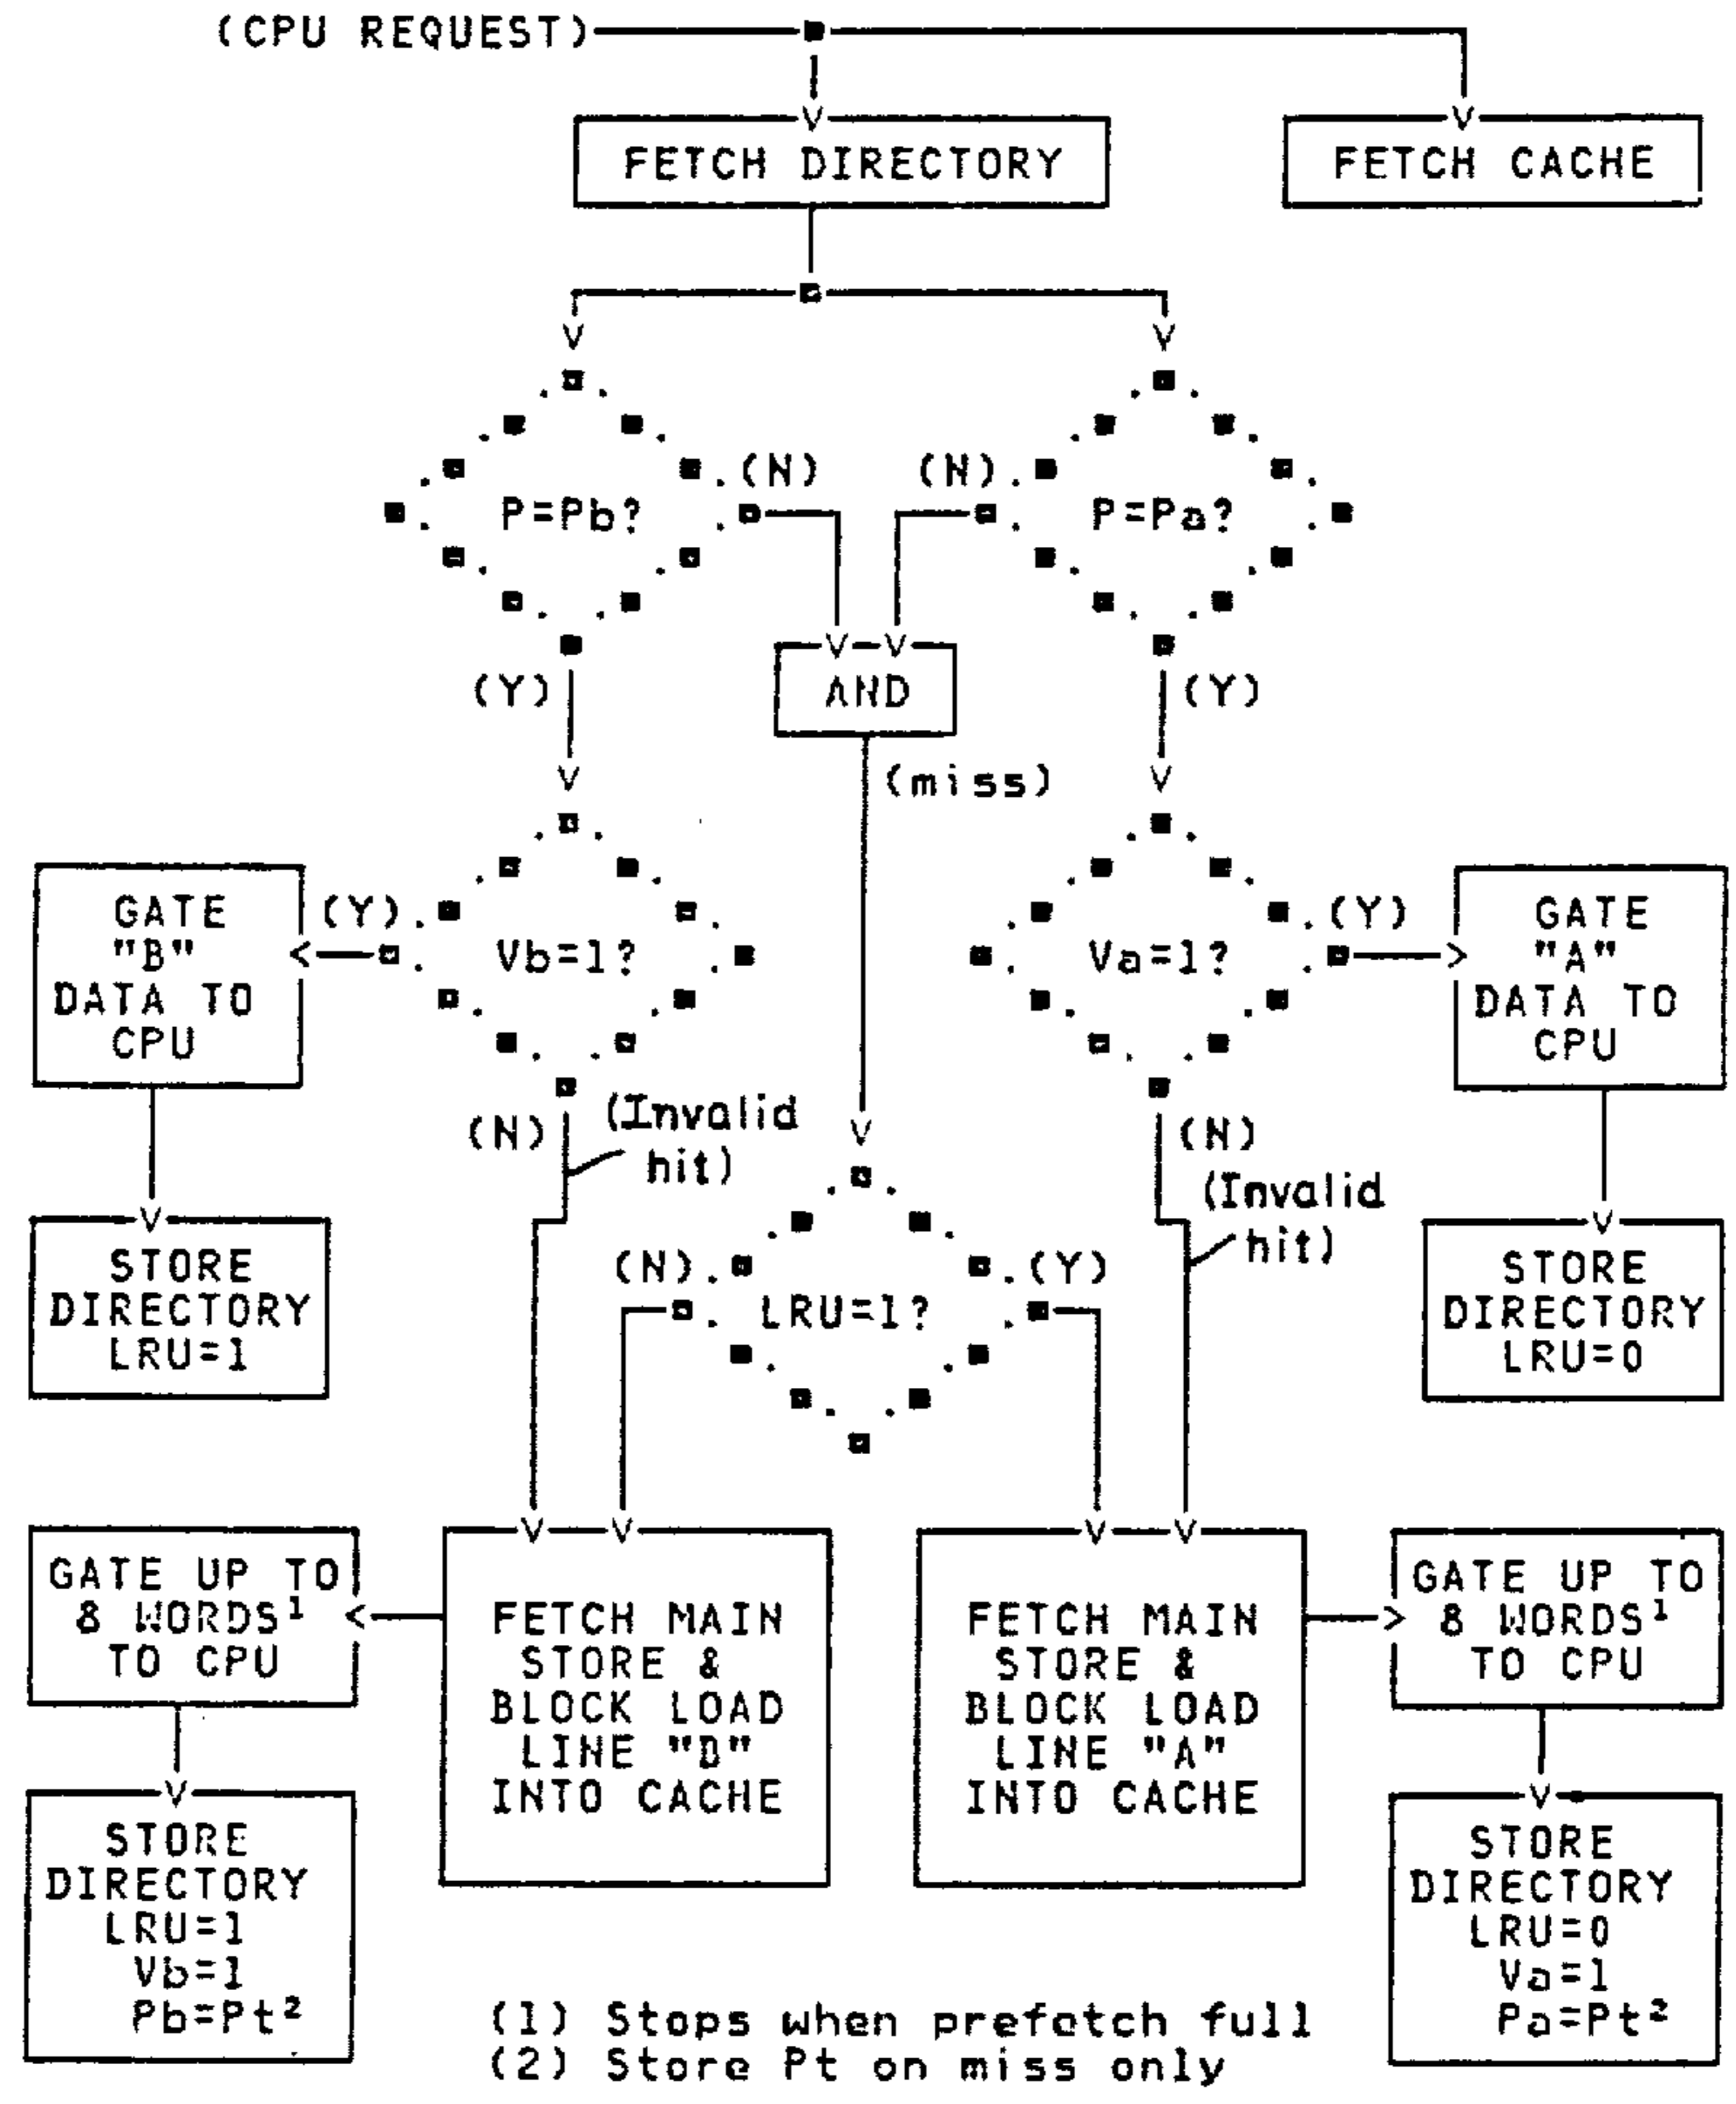 (CPU REQUEST)
FETCH DIRECTORY
FETCH CACHE
P=Pb?
(N)
(N)
P=Pa?
(Y)
AND
(Y)
(miss)
GATE
"B"
DATA TO
CPU
(Y)
Vb=1?
Va=1?
(Y)
GATE
"A"
DATA TO
CPU
(N)
(Invalid
hit)
(N)
(Invalid
hit)
STORE
DIRECTORY
LRU=1
(N)
LRU=1?
(Y)
STORE
DIRECTORY
LRU=0
GATE UP TO
8 WORDS¹
TO CPU
FETCH MAIN
STORE &
BLOCK LOAD
LINE "B"
INTO CACHE
FETCH MAIN
STORE &
BLOCK LOAD
LINE "A"
INTO CACHE
GATE UP TO
8 WORDS¹
TO CPU
STORE
DIRECTORY
LRU=1
Vb=1
Pb=Pt²
STORE
DIRECTORY
LRU=0
Va=1
Pa=Pt²
(1) Stops when prefetch full
(2) Store Pt on miss only